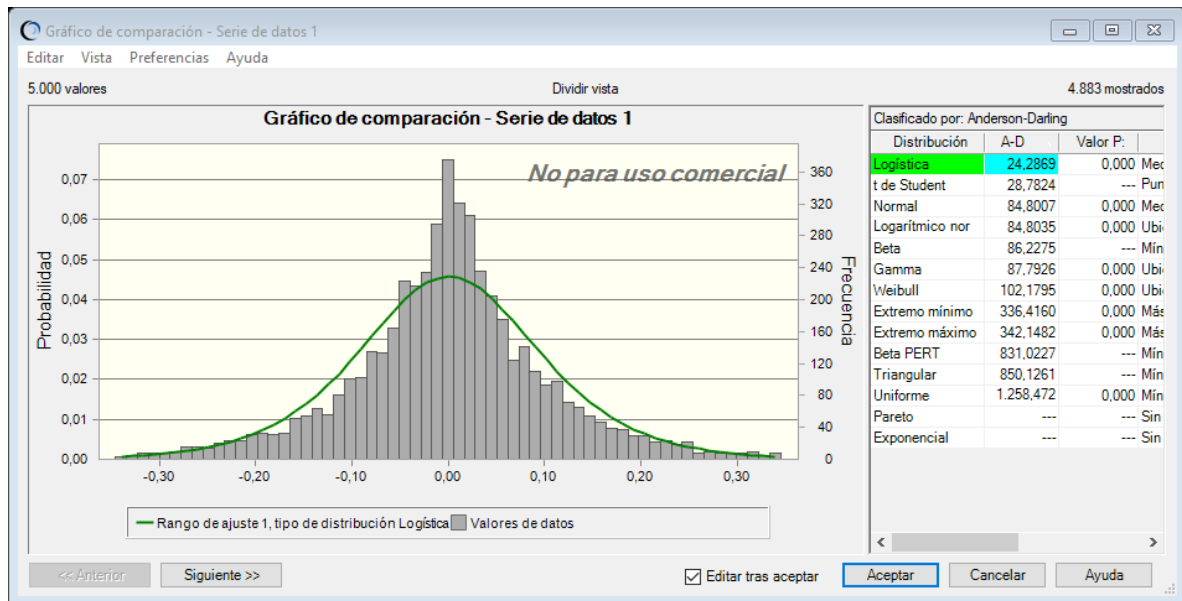 Gráfico de comparación - Serie de datos 1
Editar Vista Preferencias Ayuda
5.000 valores Dividir vista 4.883 mostrados
Gráfico de comparación - Serie de datos 1
No para uso comercial
Probabilidad
0,07
0,06
0,05
0,04
0,03
0,02
0,01
0,00
360
320
280
240
200
160
120
80
40
0
Frecuencia
-0,30 -0,20 -0,10 0,00 0,10 0,20 0,30
Rango de ajuste 1, tipo de distribución Logística Valores de datos
Clasificado por: Anderson-Darling
Distribución A-D Valor P:
Logística 24,2869 0,000 Med
t de Student 28,7824 --- Pun
Normal 84,8007 0,000 Med
Logarítmico nor 84,8035 0,000 Ubi
Beta 86,2275 --- Mín
Gamma 87,7926 0,000 Ubi
Weibull 102,1795 0,000 Ubi
Extremo mínimo 336,4160 0,000 Más
Extremo máximo 342,1482 0,000 Más
Beta PERT 831,0227 --- Mín
Triangular 850,1261 --- Mín
Uniforme 1.258,472 0,000 Mín
Pareto --- --- Sin
Exponencial --- --- Sin
<< Anterior Siguiente >> Editar tras aceptar Aceptar Cancelar Ayuda